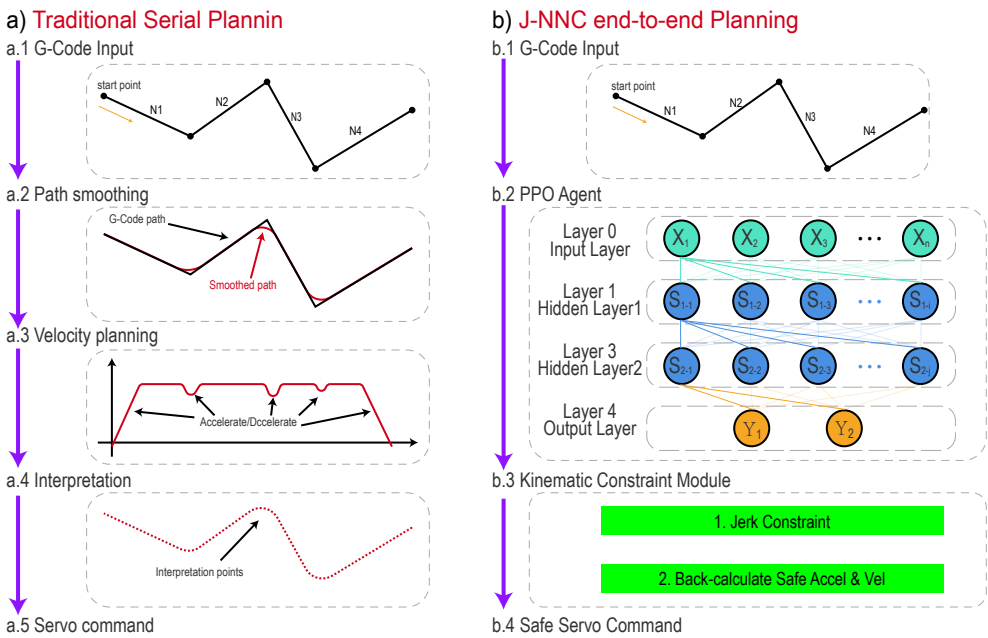 a) Traditional Serial Plannin
a.1 G-Code Input
start point
N1
N2
N3
N4
a.2 Path smoothing
G-Code path
Smoothed path
a.3 Velocity planning
Accelerate/Dccelerate
a.4 Interpretation
Interpretation points
a.5 Servo command
b) J-NNC end-to-end Planning
b.1 G-Code Input
start point
N1
N2
N3
N4
b.2 PPO Agent
Layer 0
Input Layer
X1 X2 X3 ··· Xn
Layer 1
Hidden Layer1
S1-1 S1-2 S1-3 ··· S1-i
Layer 3
Hidden Layer2
S2-1 S2-2 S2-3 ··· S2-j
Layer 4
Output Layer
Y1 Y2
b.3 Kinematic Constraint Module
1. Jerk Constraint
2. Back-calculate Safe Accel & Vel
b.4 Safe Servo Command